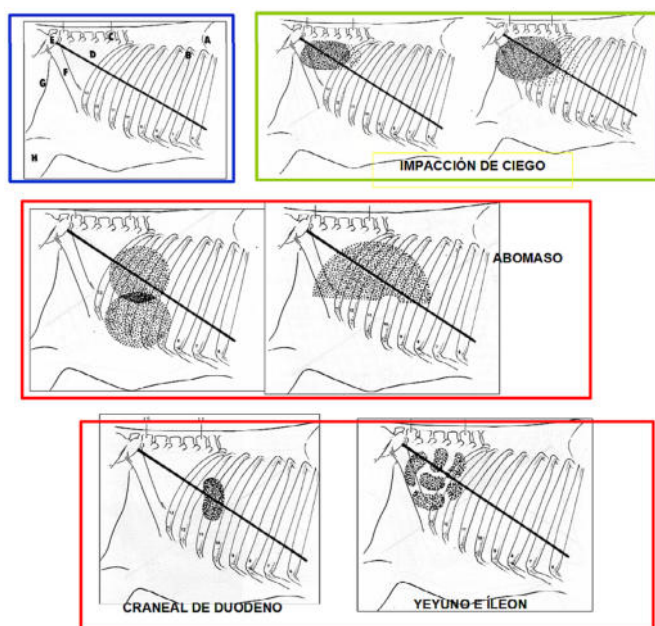 E
C
A
D
B
F
G
H
IMPACCIÓN DE CIEGO
ABOMASO
CRANEAL DE DUODENO
YEYUNO E ÍLEON